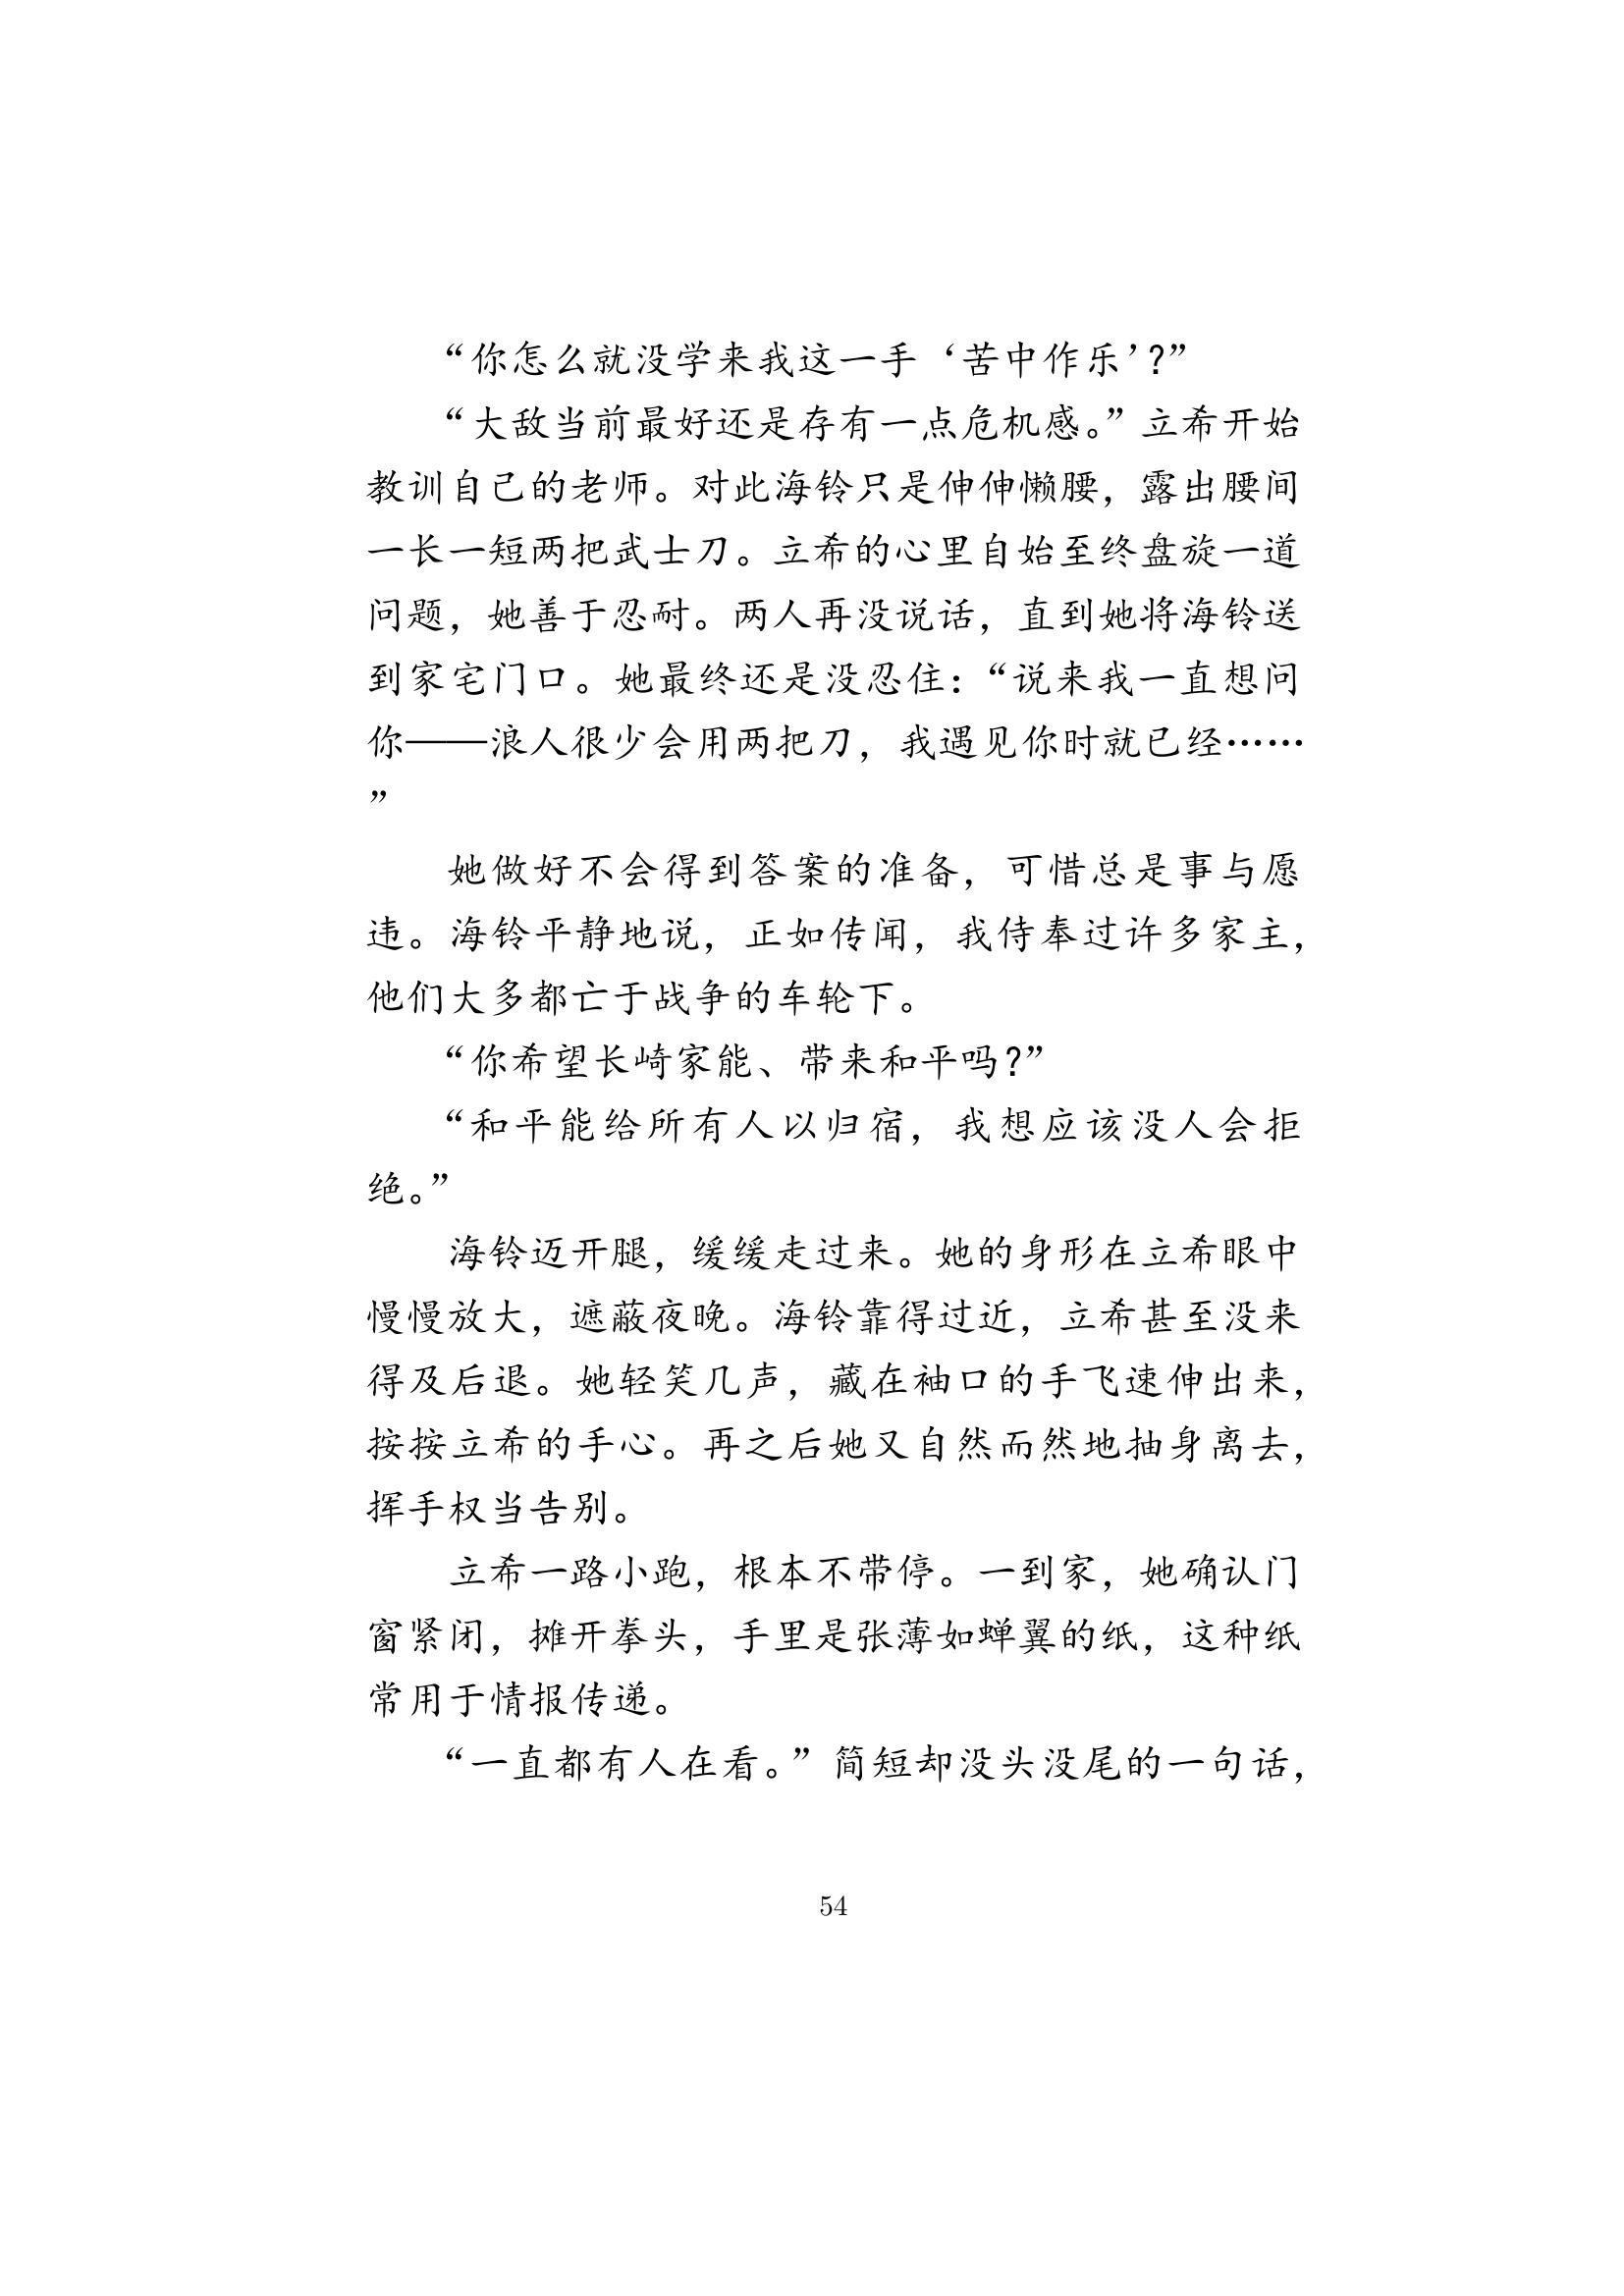 “你怎么就没学来我这一手‘苦中作乐’？”
“大敌当前最好还是存有一点危机感。”立希开始
教训自己的老师。对此海铃只是伸伸懒腰，露出腰间
一长一短两把武士刀。立希的心里自始至终盘旋一道
问题，她善于忍耐。两人再没说话，直到她将海铃送
到家宅门口。她最终还是没忍住：“说来我一直想问
你——浪人很少会用两把刀，我遇见你时就已经……
”
她做好不会得到答案的准备，可惜总是事与愿
违。海铃平静地说，正如传闻，我侍奉过许多家主，
他们大多都亡于战争的车轮下。
“你希望长崎家能、带来和平吗？”
“和平能给所有人以归宿，我想应该没人会拒
绝。”
海铃迈开腿，缓缓走过来。她的身形在立希眼中
慢慢放大，遮蔽夜晚。海铃靠得过近，立希甚至没来
得及后退。她轻笑几声，藏在袖口的手飞速伸出来，
按按立希的手心。再之后她又自然而然地抽身离去，
挥手权当告别。
立希一路小跑，根本不带停。一到家，她确认门
窗紧闭，摊开拳头，手里是张薄如蝉翼的纸，这种纸
常用于情报传递。
“一直都有人在看。”简短却没头没尾的一句话，
54